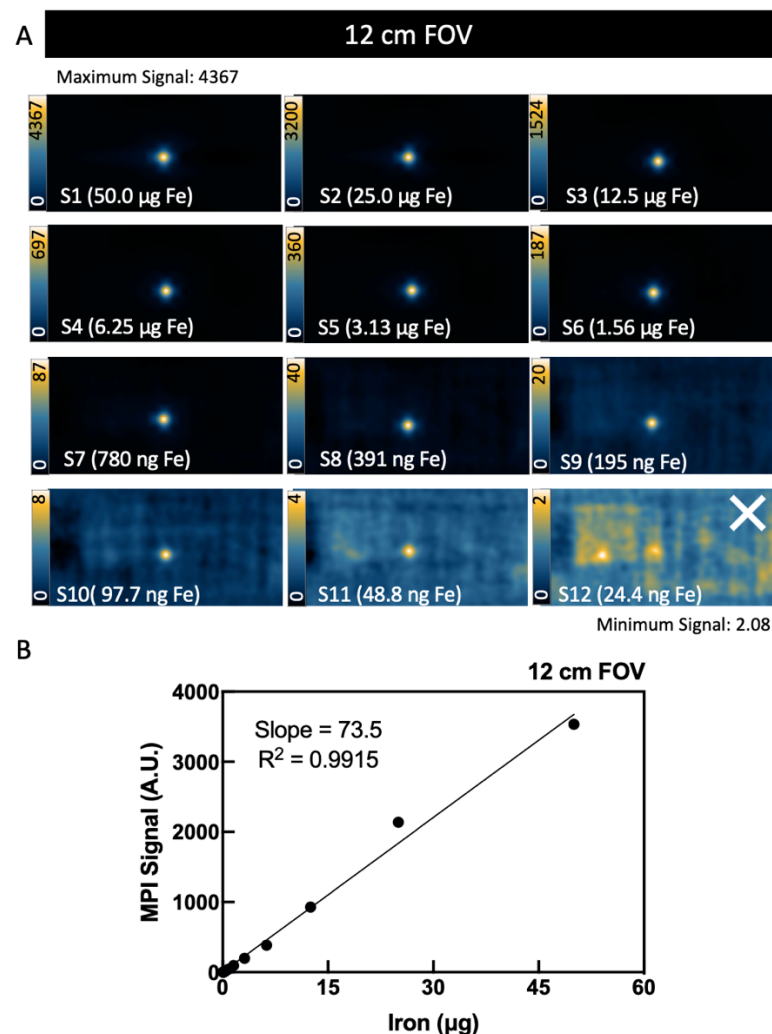 A
12 cm FOV
Maximum Signal: 4367
4367
0
S1 (50.0 µg Fe)
3200
0
S2 (25.0 µg Fe)
1524
0
S3 (12.5 µg Fe)
697
0
S4 (6.25 µg Fe)
360
0
S5 (3.13 µg Fe)
187
0
S6 (1.56 µg Fe)
87
0
S7 (780 ng Fe)
40
0
S8 (391 ng Fe)
20
0
S9 (195 ng Fe)
8
0
S10( 97.7 ng Fe)
4
0
S11 (48.8 ng Fe)
2
0
S12 (24.4 ng Fe)
Minimum Signal: 2.08
B
12 cm FOV
Slope = 73.5
R² = 0.9915
MPI Signal (A.U.)
4000
3000
2000
1000
0
0
15
30
45
60
Iron (µg)